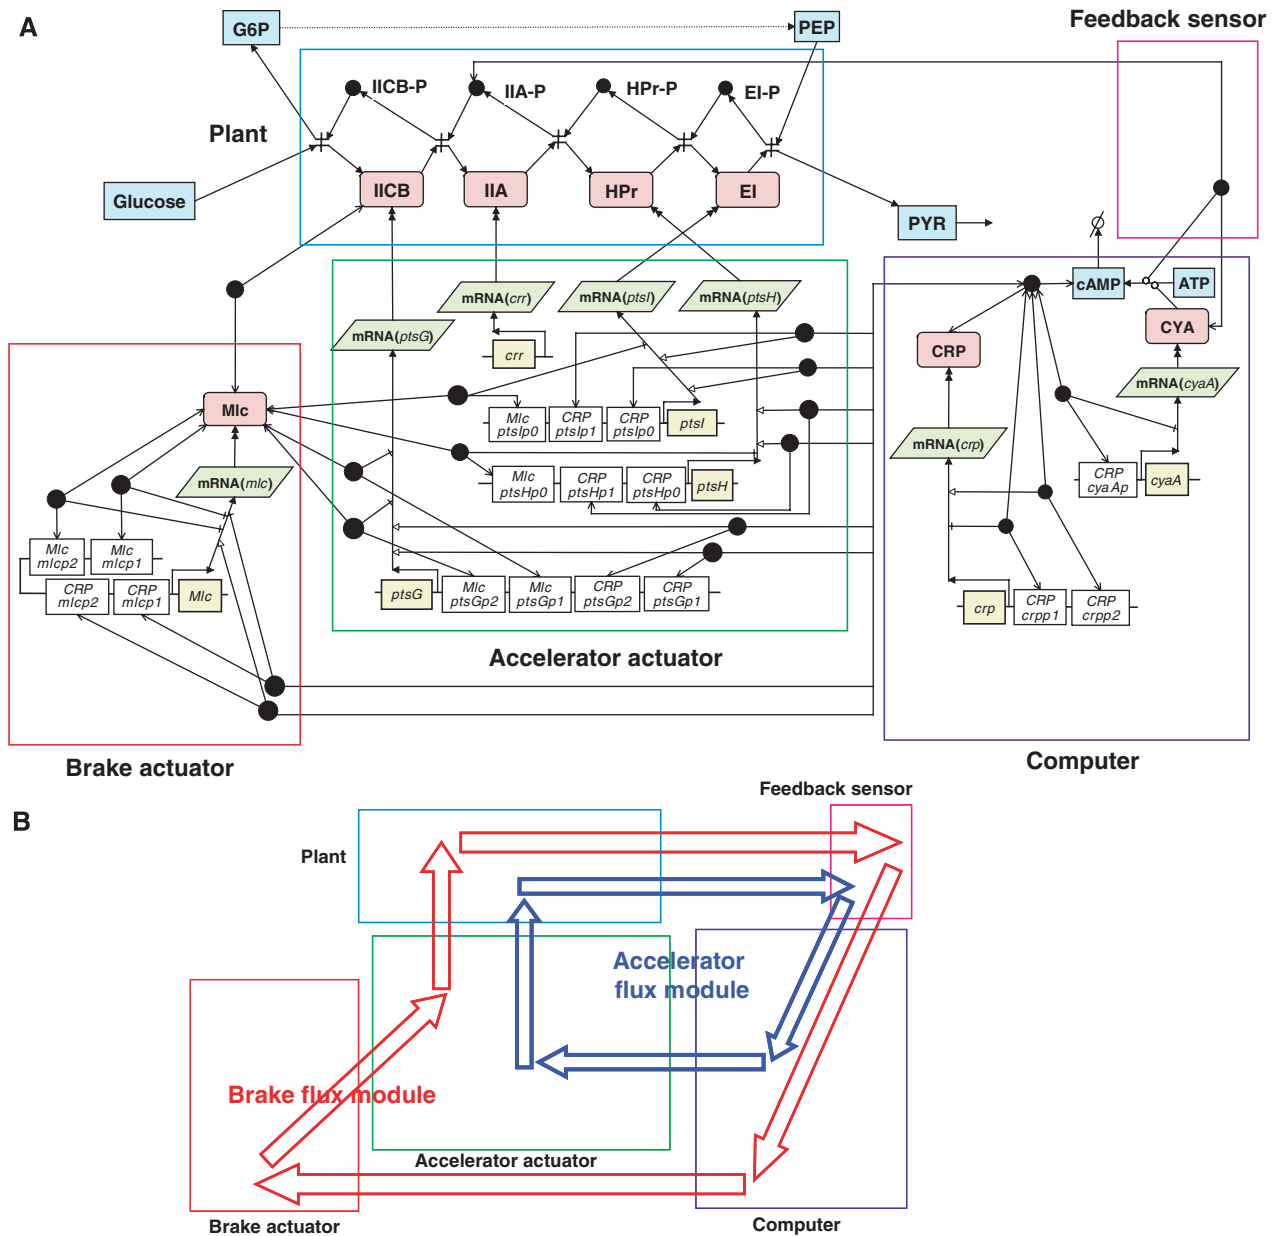 A
Feedback sensor
G6P
PEP
IICB-P
IIA-P
HPr-P
EI-P
Plant
IICB
IIA
HPr
EI
Glucose
PYR
cAMP
ATP
mRNA(crr)
mRNA(ptsI)
mRNA(ptsH)
CYA
mRNA(ptsG)
CRP
crr
mRNA(cyaA)
Mlc
Mlc
ptsIp0
CRP
ptsIp1
CRP
ptsIp0
ptsI
mRNA(crp)
mRNA(mlc)
Mlc
ptsHp0
CRP
ptsHp1
CRP
ptsHp0
ptsH
CRP
cyaAp
cyaA
Mlc
mlcp2
Mlc
mlcp1
CRP
mlcp2
CRP
mlcp1
Mlc
ptsG
Mlc
ptsGp2
Mlc
ptsGp1
CRP
ptsGp2
CRP
ptsGp1
crp
CRP
crpp1
CRP
crpp2
Accelerator actuator
Brake actuator
Computer
B
Feedback sensor
Plant
Accelerator
flux module
Brake flux module
Accelerator actuator
Brake actuator
Computer